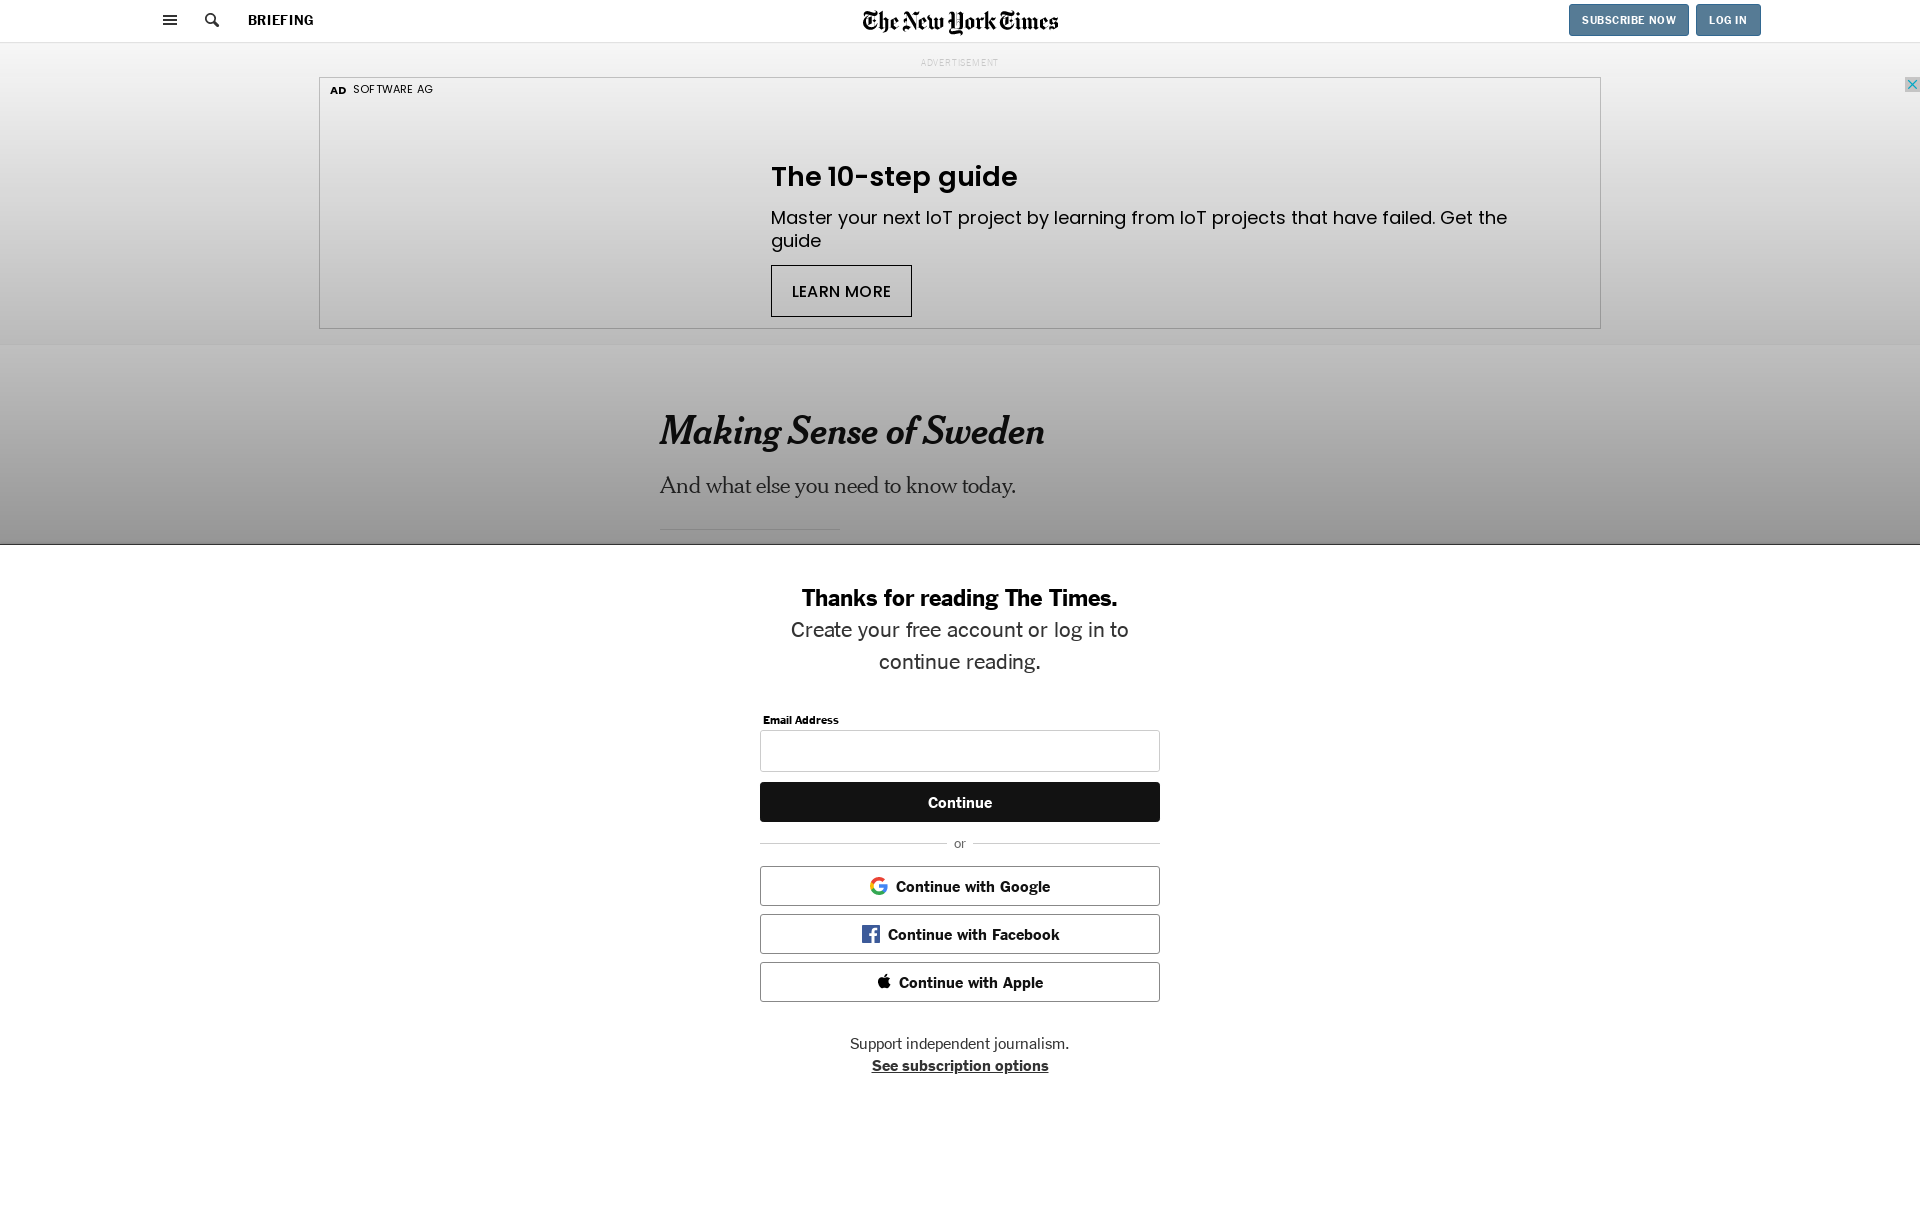 BRIEFING
The New York Times
SUBSCRIBE NOW
LOG IN
ADVERTISEMENT
AD SOFTWARE AG
The 10-step guide
Master your next IoT project by learning from IoT projects that have failed. Get the
guide
LEARN MORE
Making Sense of Sweden
And what else you need to know today.
Thanks for reading The Times.
Create your free account or log in to
continue reading.
Email Address
Continue
or
Continue with Google
Continue with Facebook
Continue with Apple
Support independent journalism.
See subscription options